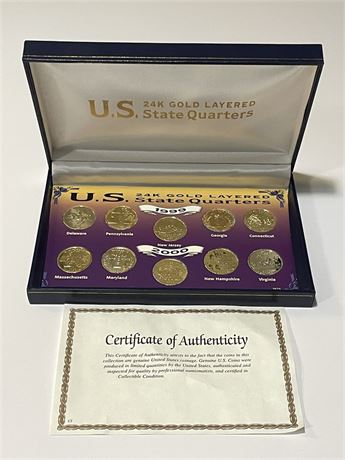 U.S. 24K GOLD LAYERED
State Quarters
U.S. 24K GOLD LAYERED
State Quarters
1999
Delaware
Pennsylvania
New Jersey
Georgia
Connecticut
2000
Massachusetts
Maryland
New Hampshire
Virginia
Certificate of Authenticity
This Certificate of Authenticity attests to the fact that the coins in this
collection are genuine United States coinage. Genuine U.S. Coins were
produced in limited quantities by the United States, authenticated and
inspected for quality by professional numismatists, and certified in
Collectible Condition.